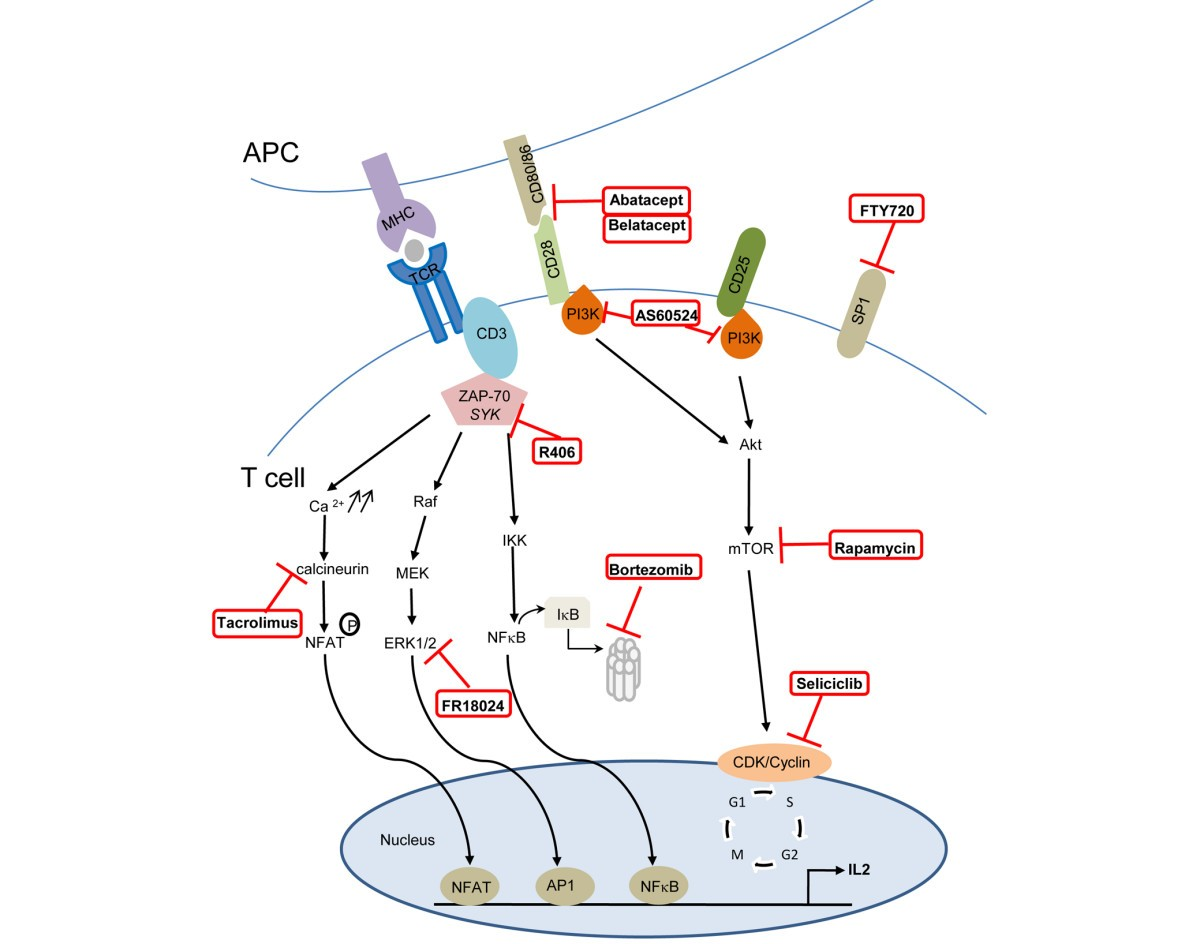 APC
CD80/86
MHC
Abatacept
Belatacept
FTY720
CD28
TCR
CD25
SP1
PI3K
AS60524
CD3
PI3K
ZAP-70
SYK
R406
Akt
T cell
Ca 2+
Raf
IKK
mTOR
Rapamycin
calcineurin
MEK
Bortezomib
Tacrolimus
P
NFAT
ERK1/2
NFκB
IκB
FR18024
Seliciclib
CDK/Cyclin
G1
S
Nucleus
M
G2
IL2
NFAT
AP1
NFκB